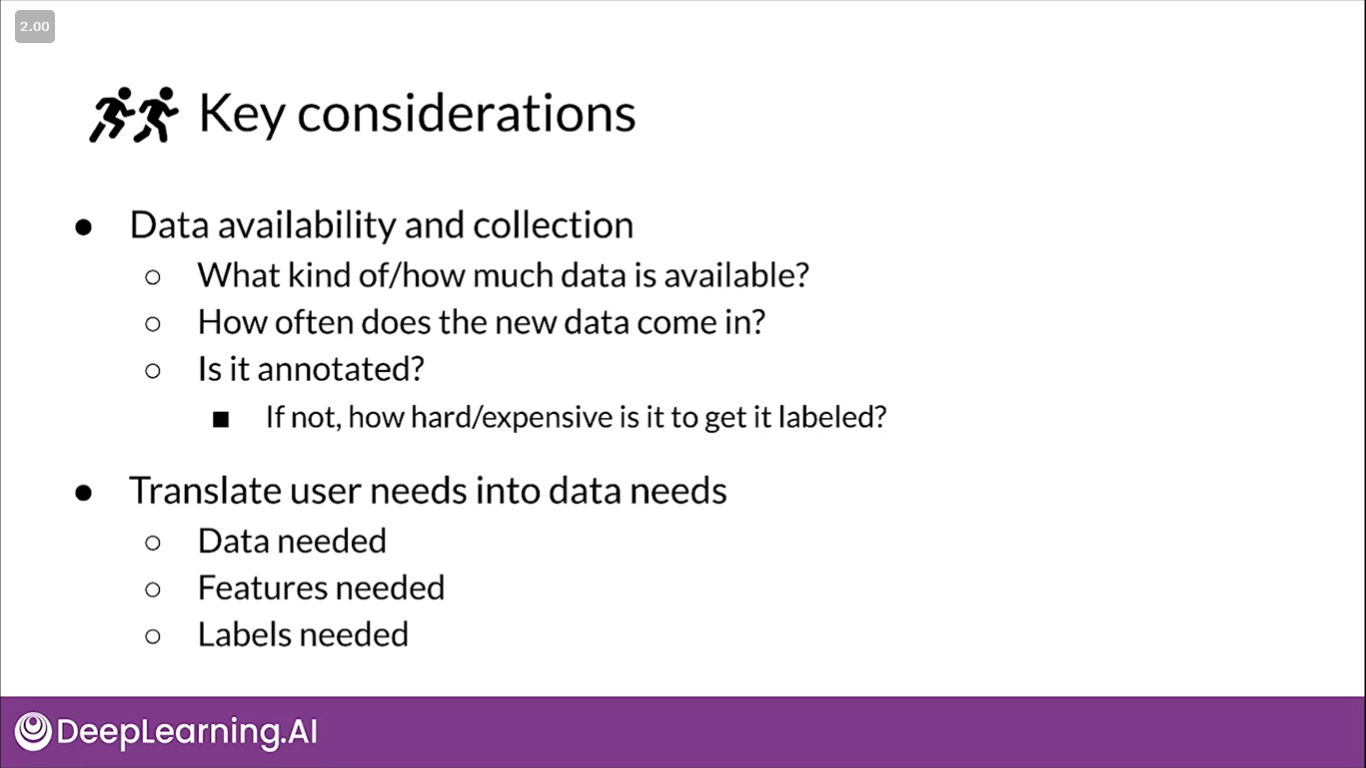 2.00
Key considerations
● Data availability and collection
○ What kind of/how much data is available?
○ How often does the new data come in?
○ Is it annotated?
■ If not, how hard/expensive is it to get it labeled?
● Translate user needs into data needs
○ Data needed
○ Features needed
○ Labels needed
DeepLearning.AI